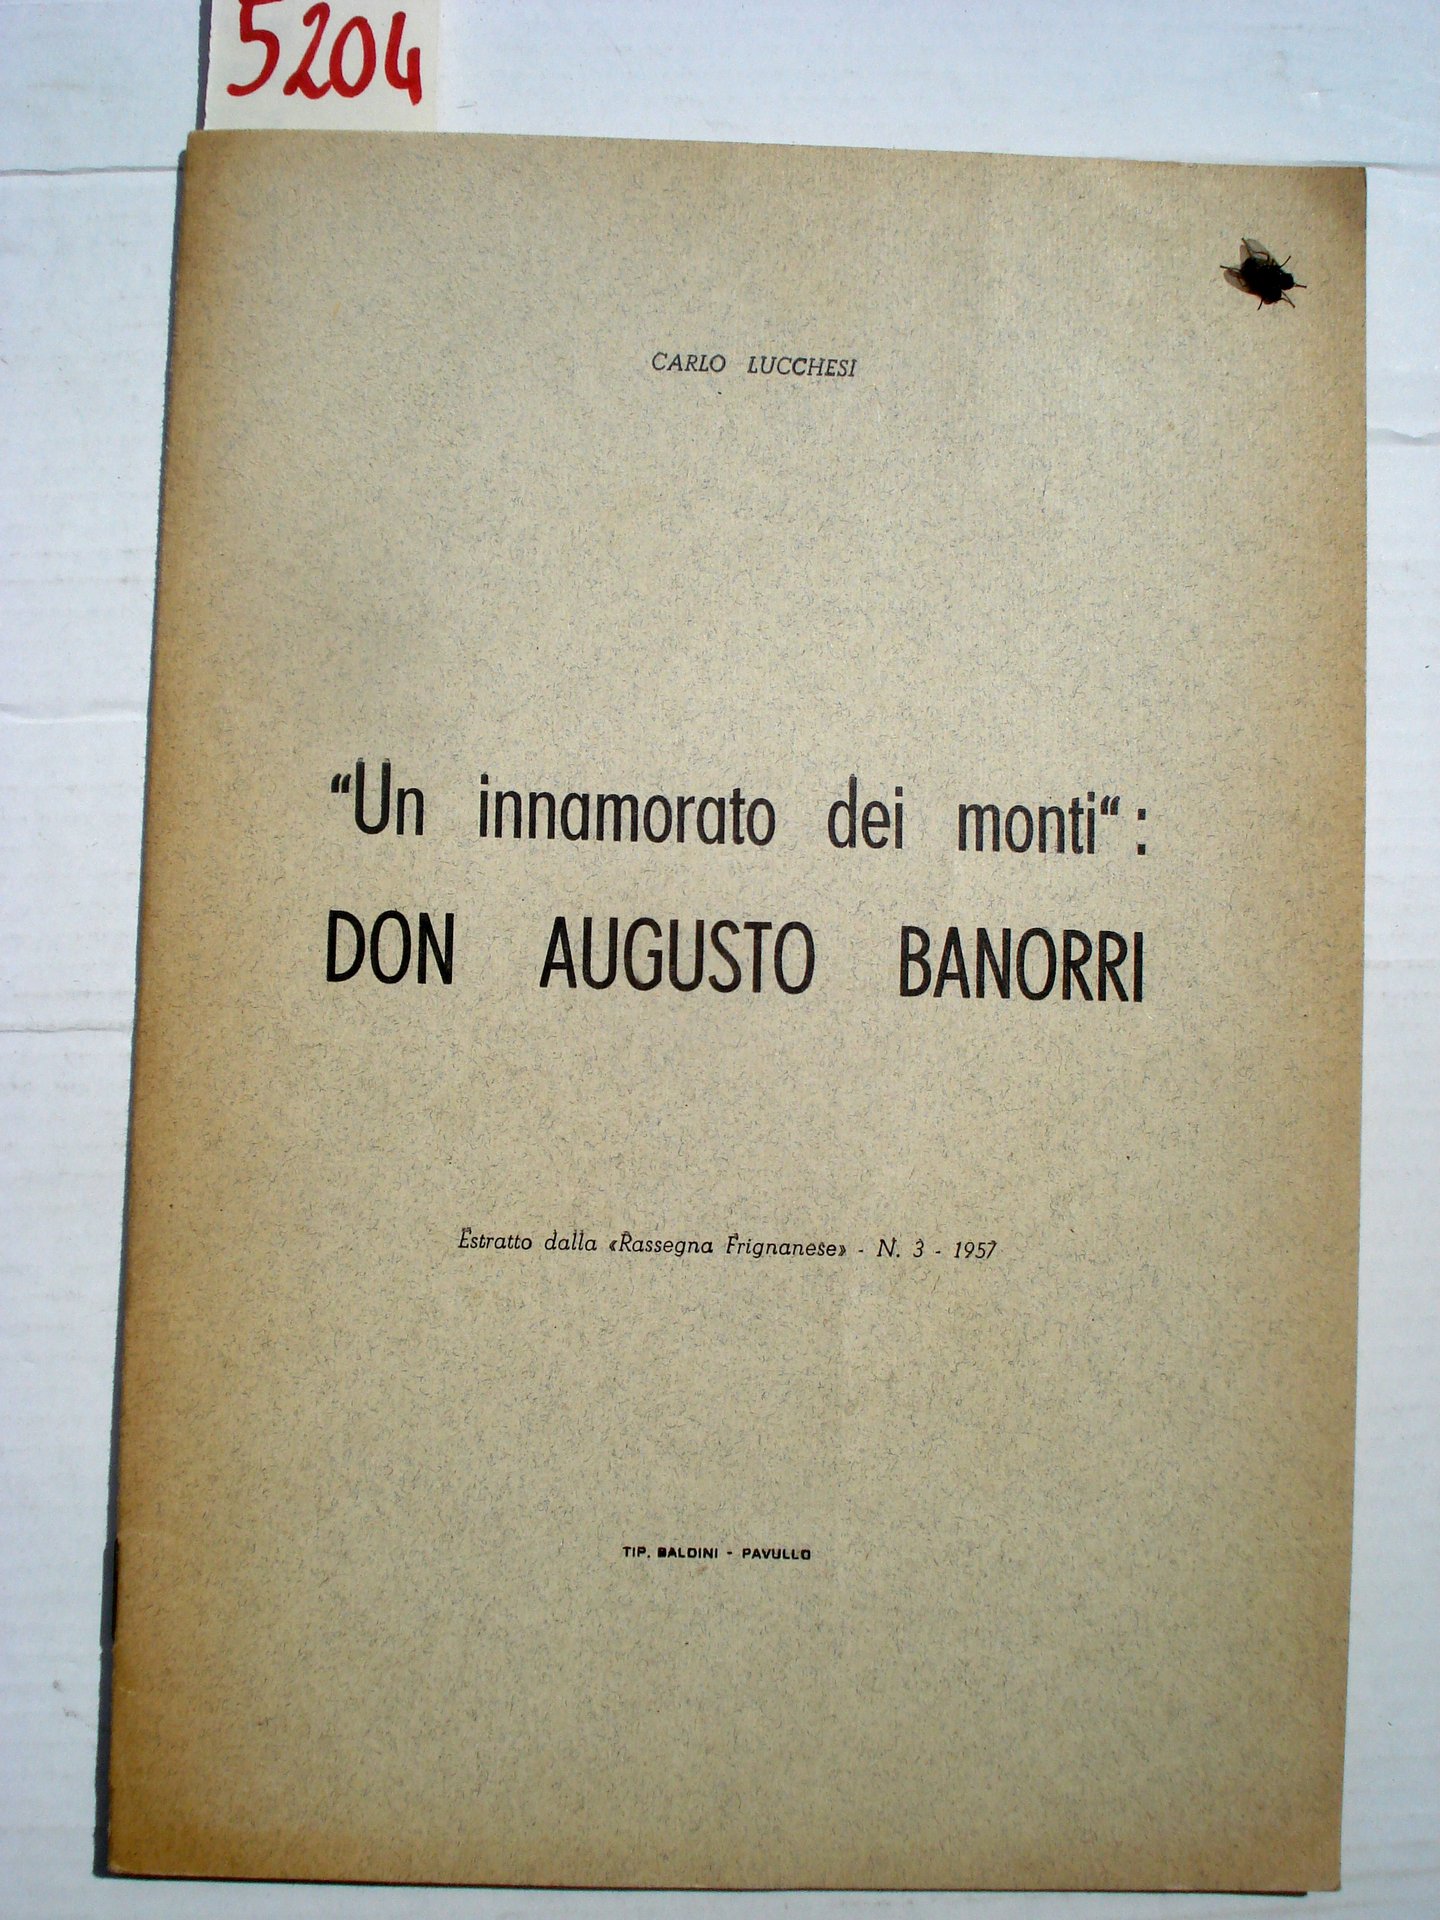 5204
CARLO LUCCHESI
“Un innamorato dei monti“ :
DON AUGUSTO BANORRI
Estratto dalla «Rassegna Frignanese» - N. 3 - 1957
TIP. BALDINI - PAVULLO